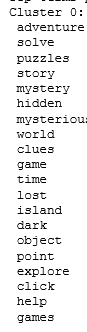 Cluster 0:
adventure
solve
puzzles
story
mystery
hidden
mysterious
world
clues
game
time
lost
island
dark
object
point
explore
click
help
games